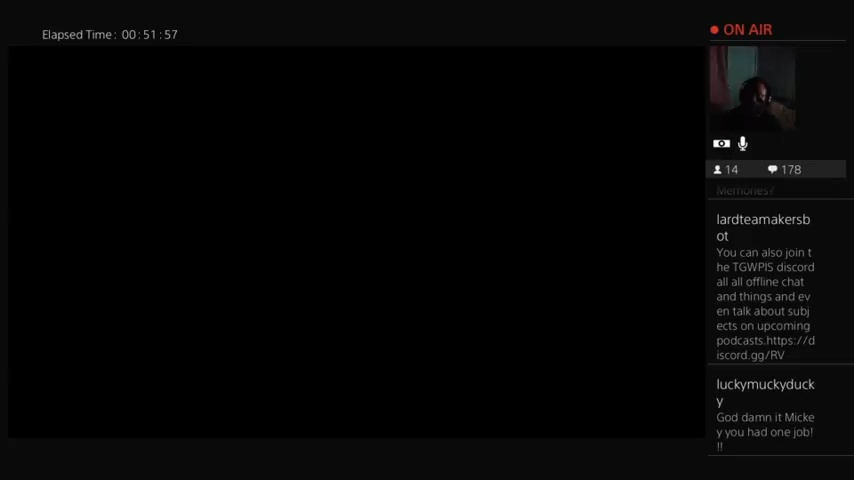 Elapsed Time: 00:51:57
ON AIR
14 178
Memories?
lardteamakersb
ot
You can also join t
he TGWPIS discord
all all offline chat
and things and ev
en talk about subj
ects on upcoming
podcasts.https://d
iscord.gg/RV
luckymuckyduck
y
God damn it Micke
y you had one job!
!!